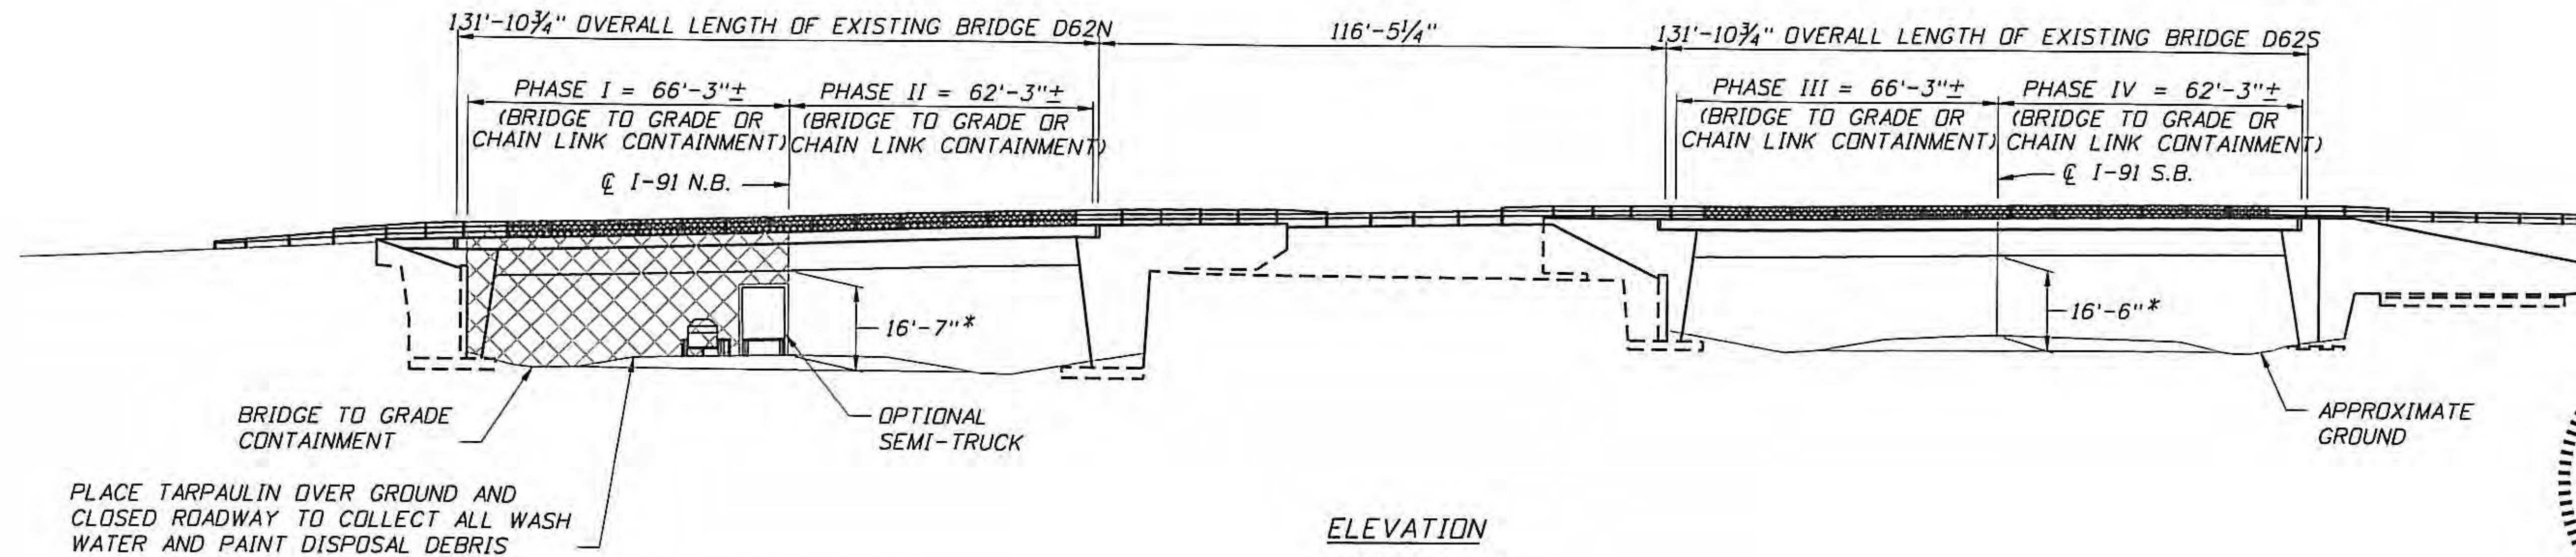 131'-10¾" OVERALL LENGTH OF EXISTING BRIDGE D62N
116'-5¼"
131'-10¾" OVERALL LENGTH OF EXISTING BRIDGE D62S
PHASE I = 66'-3"±
(BRIDGE TO GRADE OR
CHAIN LINK CONTAINMENT)
PHASE II = 62'-3"±
(BRIDGE TO GRADE OR
CHAIN LINK CONTAINMENT)
PHASE III = 66'-3"±
(BRIDGE TO GRADE OR
CHAIN LINK CONTAINMENT)
PHASE IV = 62'-3"±
(BRIDGE TO GRADE OR
CHAIN LINK CONTAINMENT)
℄ I-91 N.B.
℄ I-91 S.B.
16'-7"*
16'-6"*
BRIDGE TO GRADE
CONTAINMENT
OPTIONAL
SEMI-TRUCK
APPROXIMATE
GROUND
PLACE TARPAULIN OVER GROUND AND
CLOSED ROADWAY TO COLLECT ALL WASH
WATER AND PAINT DISPOSAL DEBRIS
ELEVATION